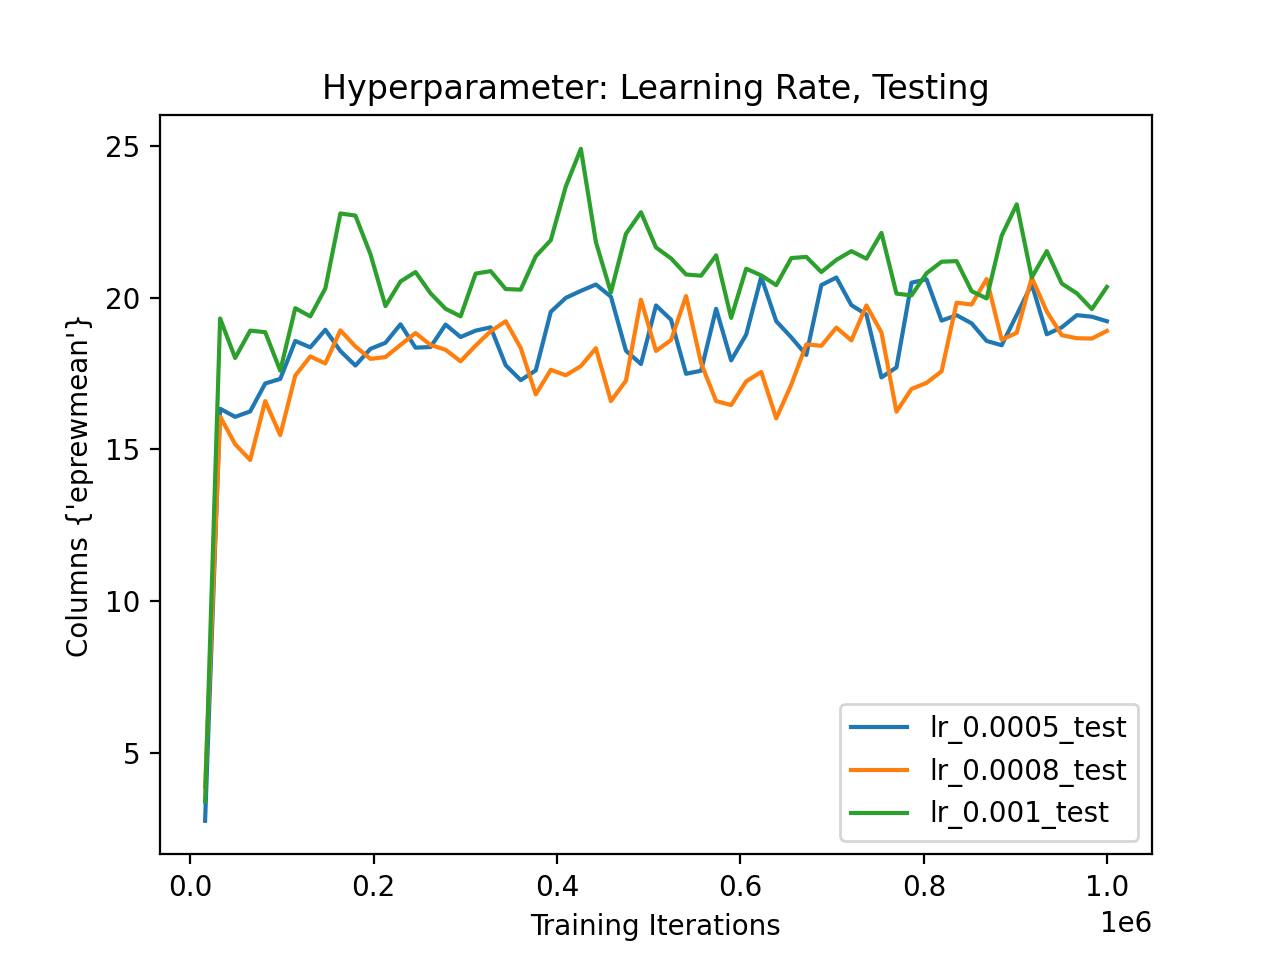 Hyperparameter: Learning Rate, Testing
Columns {'eprewmean'}
25
20
15
10
5
0.0 0.2 0.4 0.6 0.8 1.0
1e6
Training Iterations
lr_0.0005_test
lr_0.0008_test
lr_0.001_test